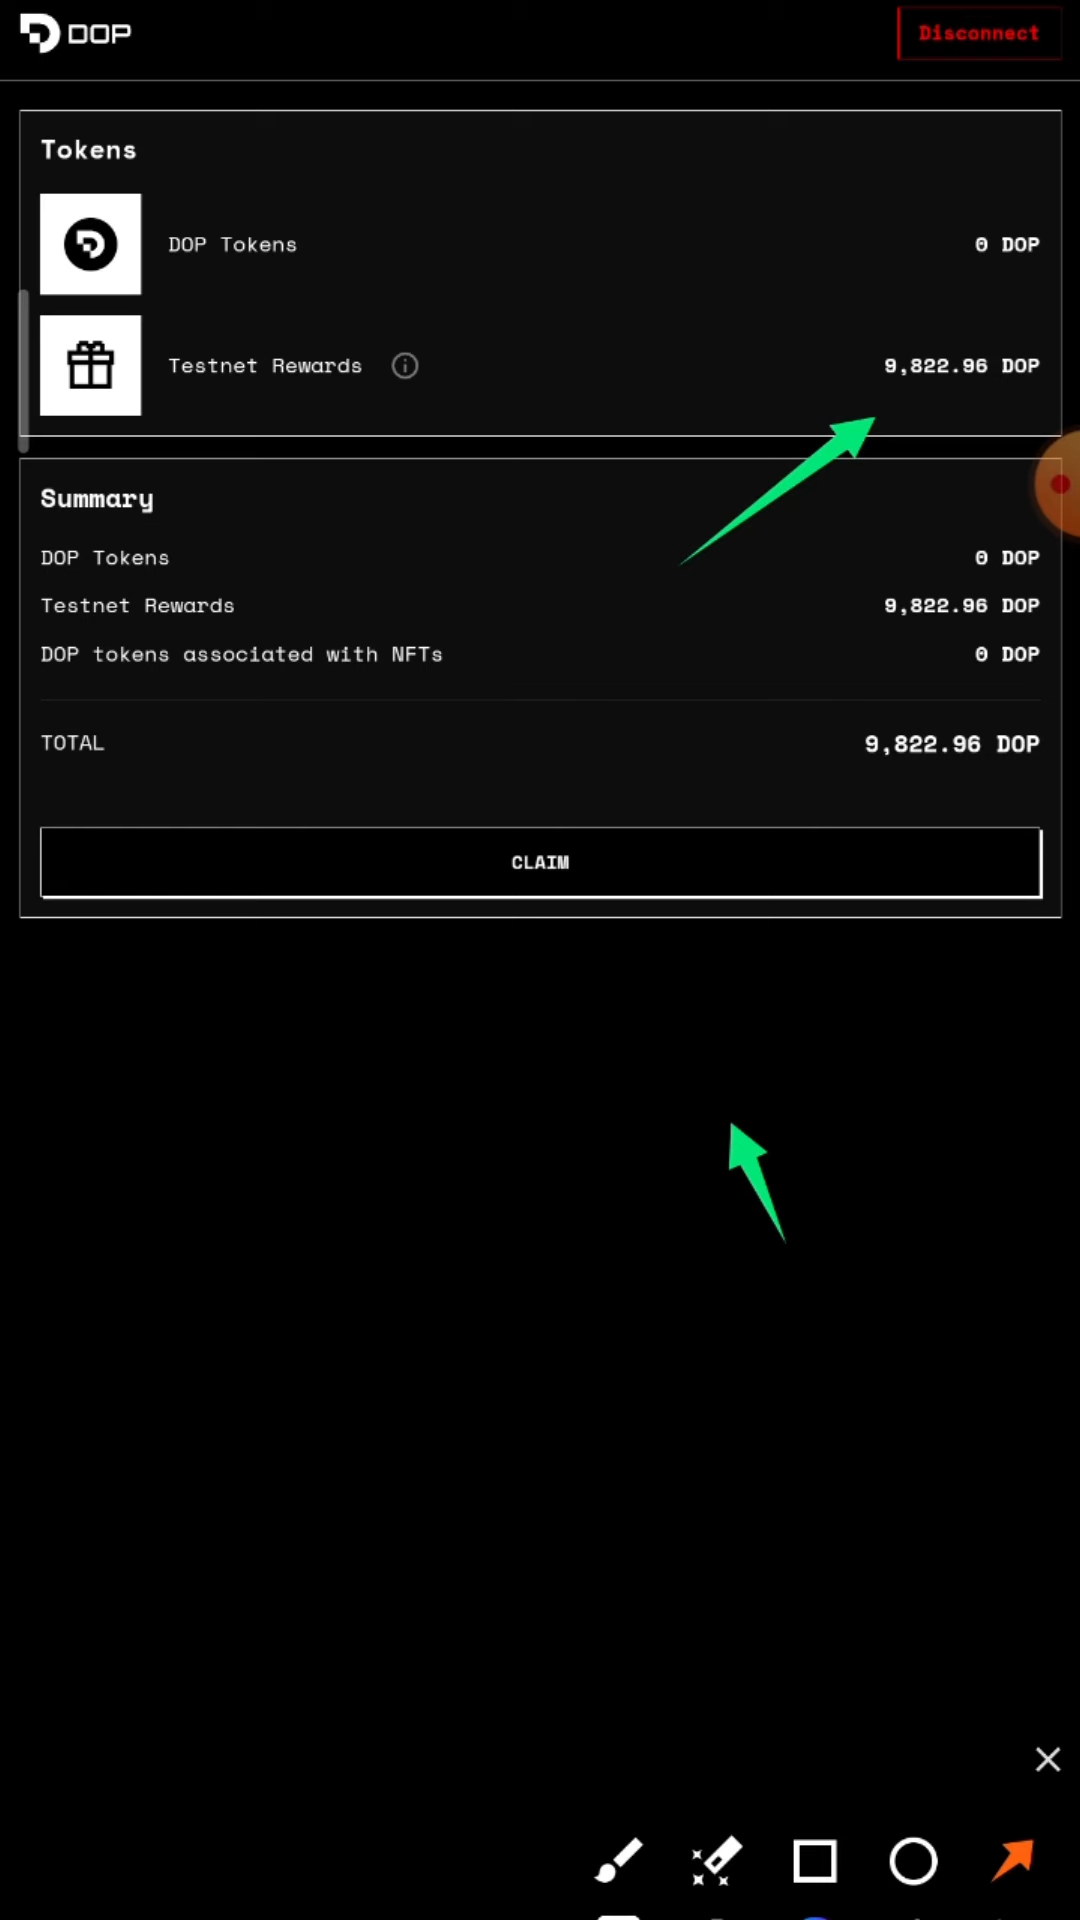 DOP
Disconnect
Tokens
DOP Tokens 0 DOP
Testnet Rewards 9,822.96 DOP
Summary
DOP Tokens 0 DOP
Testnet Rewards 9,822.96 DOP
DOP tokens associated with NFTs 0 DOP
TOTAL 9,822.96 DOP
CLAIM